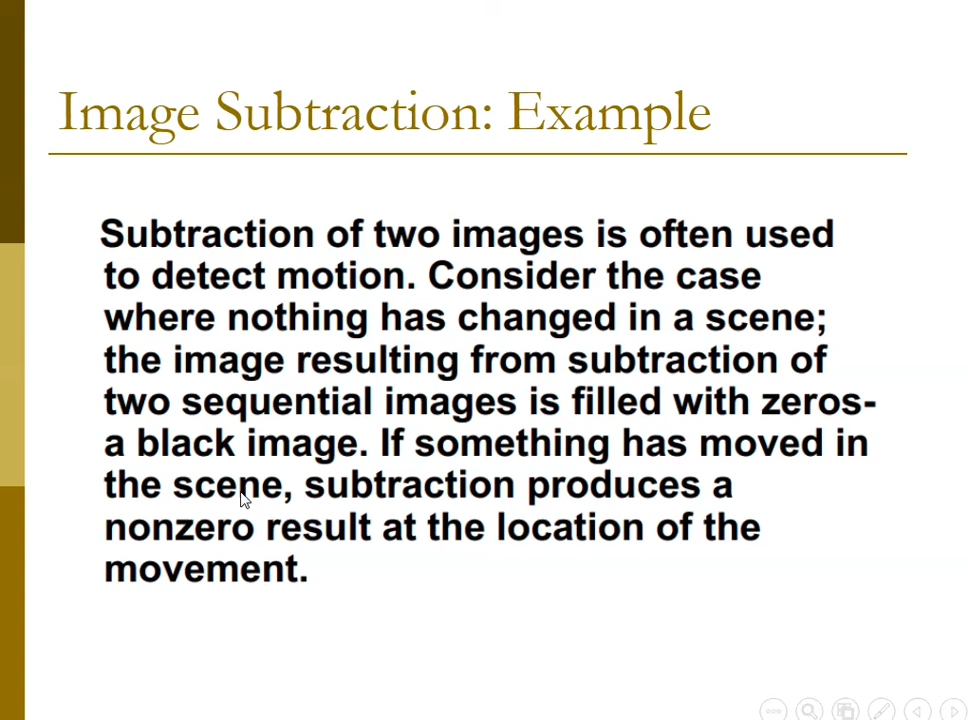 Image Subtraction: Example
Subtraction of two images is often used
to detect motion. Consider the case
where nothing has changed in a scene;
the image resulting from subtraction of
two sequential images is filled with zeros-
a black image. If something has moved in
the scene, subtraction produces a
nonzero result at the location of the
movement.